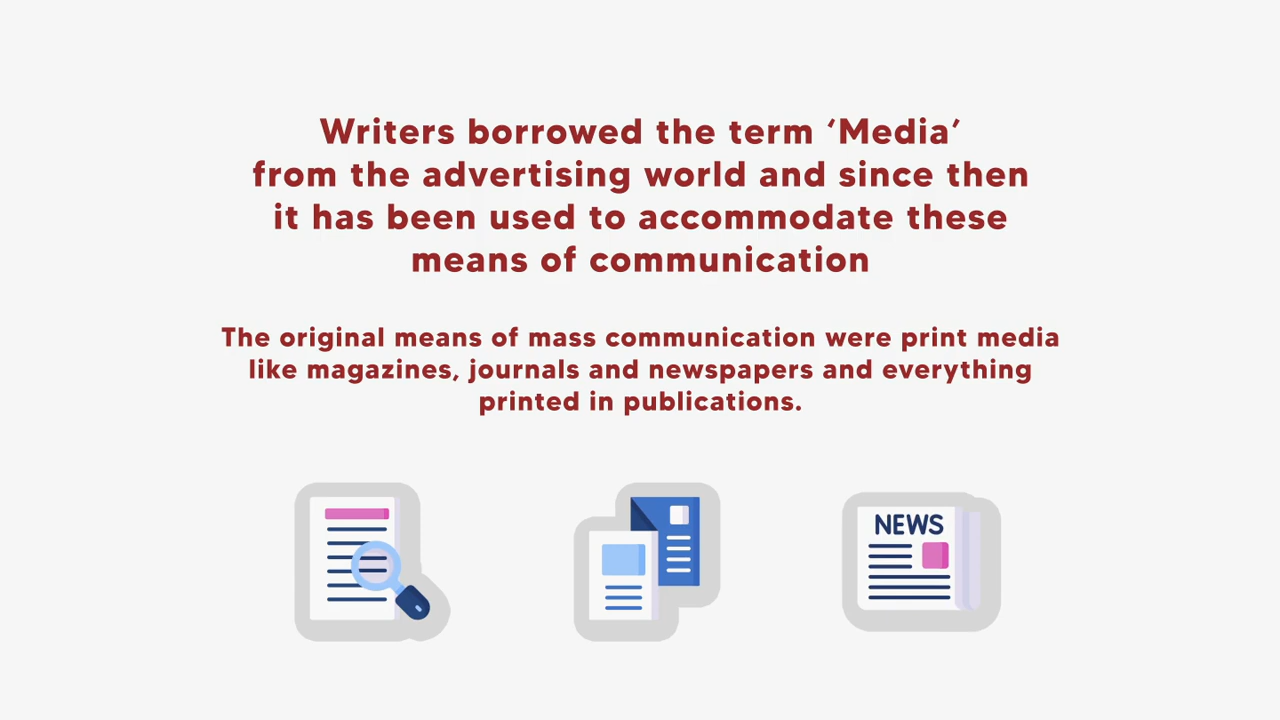 Writers borrowed the term ‘Media’
from the advertising world and since then
it has been used to accommodate these
means of communication
The original means of mass communication were print media
like magazines, journals and newspapers and everything
printed in publications.
NEWS